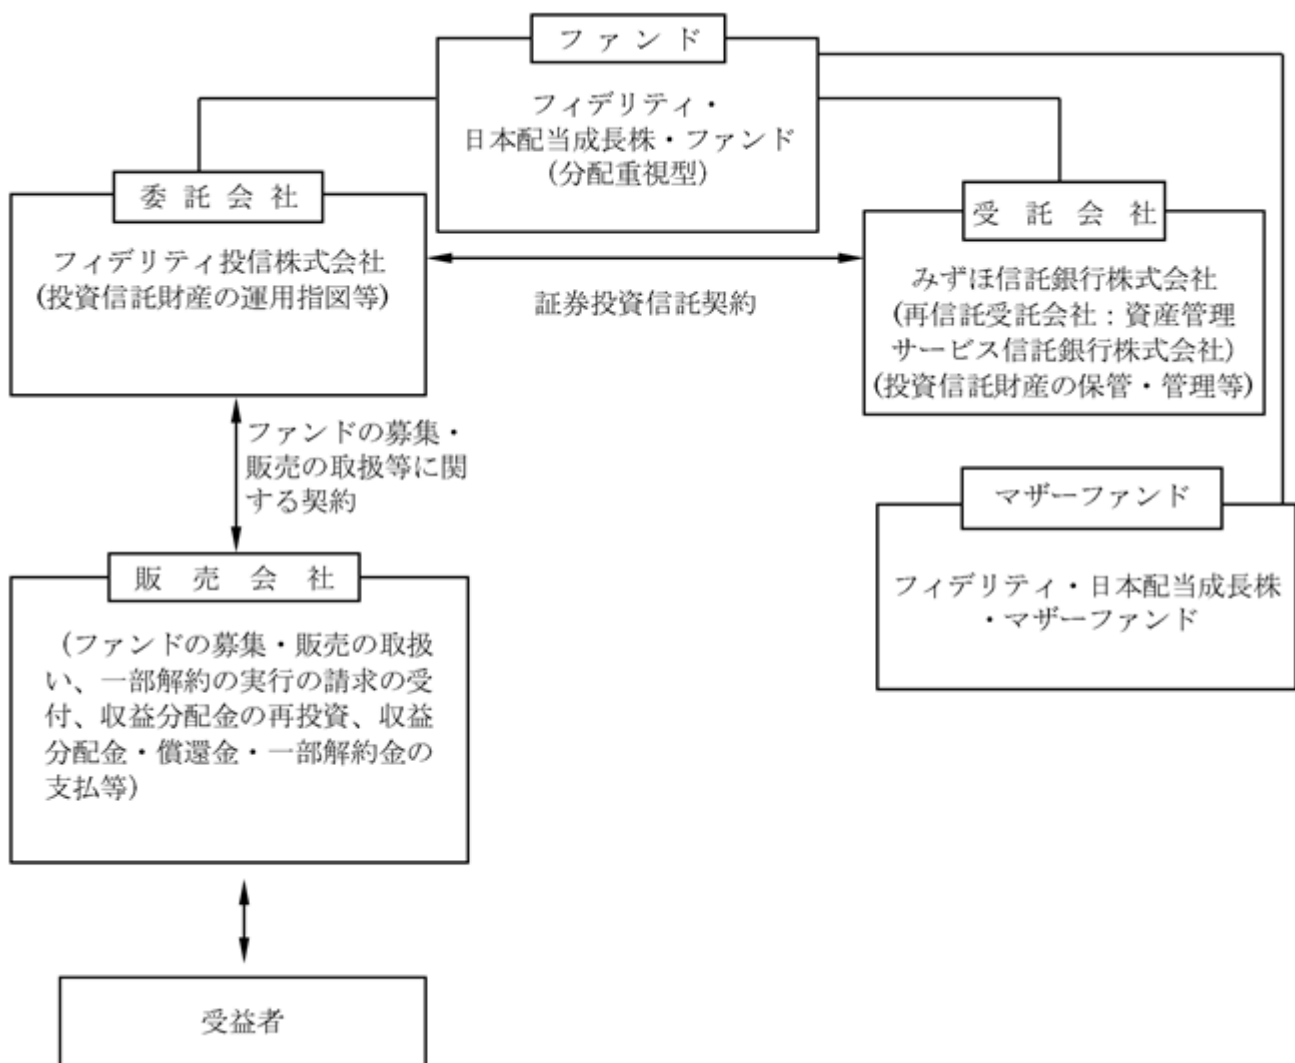 ファンド
フィデリティ・
日本配当成長株・ファンド
(分配重視型)
委託会社
フィデリティ投信株式会社
(投資信託財産の運用指図等)
証券投資信託契約
受託会社
みずほ信託銀行株式会社
(再信託受託会社：資産管理
サービス信託銀行株式会社)
(投資信託財産の保管・管理等)
ファンドの募集・
販売の取扱等に関
する契約
マザーファンド
フィデリティ・日本配当成長株
・マザーファンド
販売会社
(ファンドの募集・販売の取扱
い、一部解約の実行の請求の受
付、収益分配金の再投資、収益
分配金・償還金・一部解約金の
支払等)
受益者